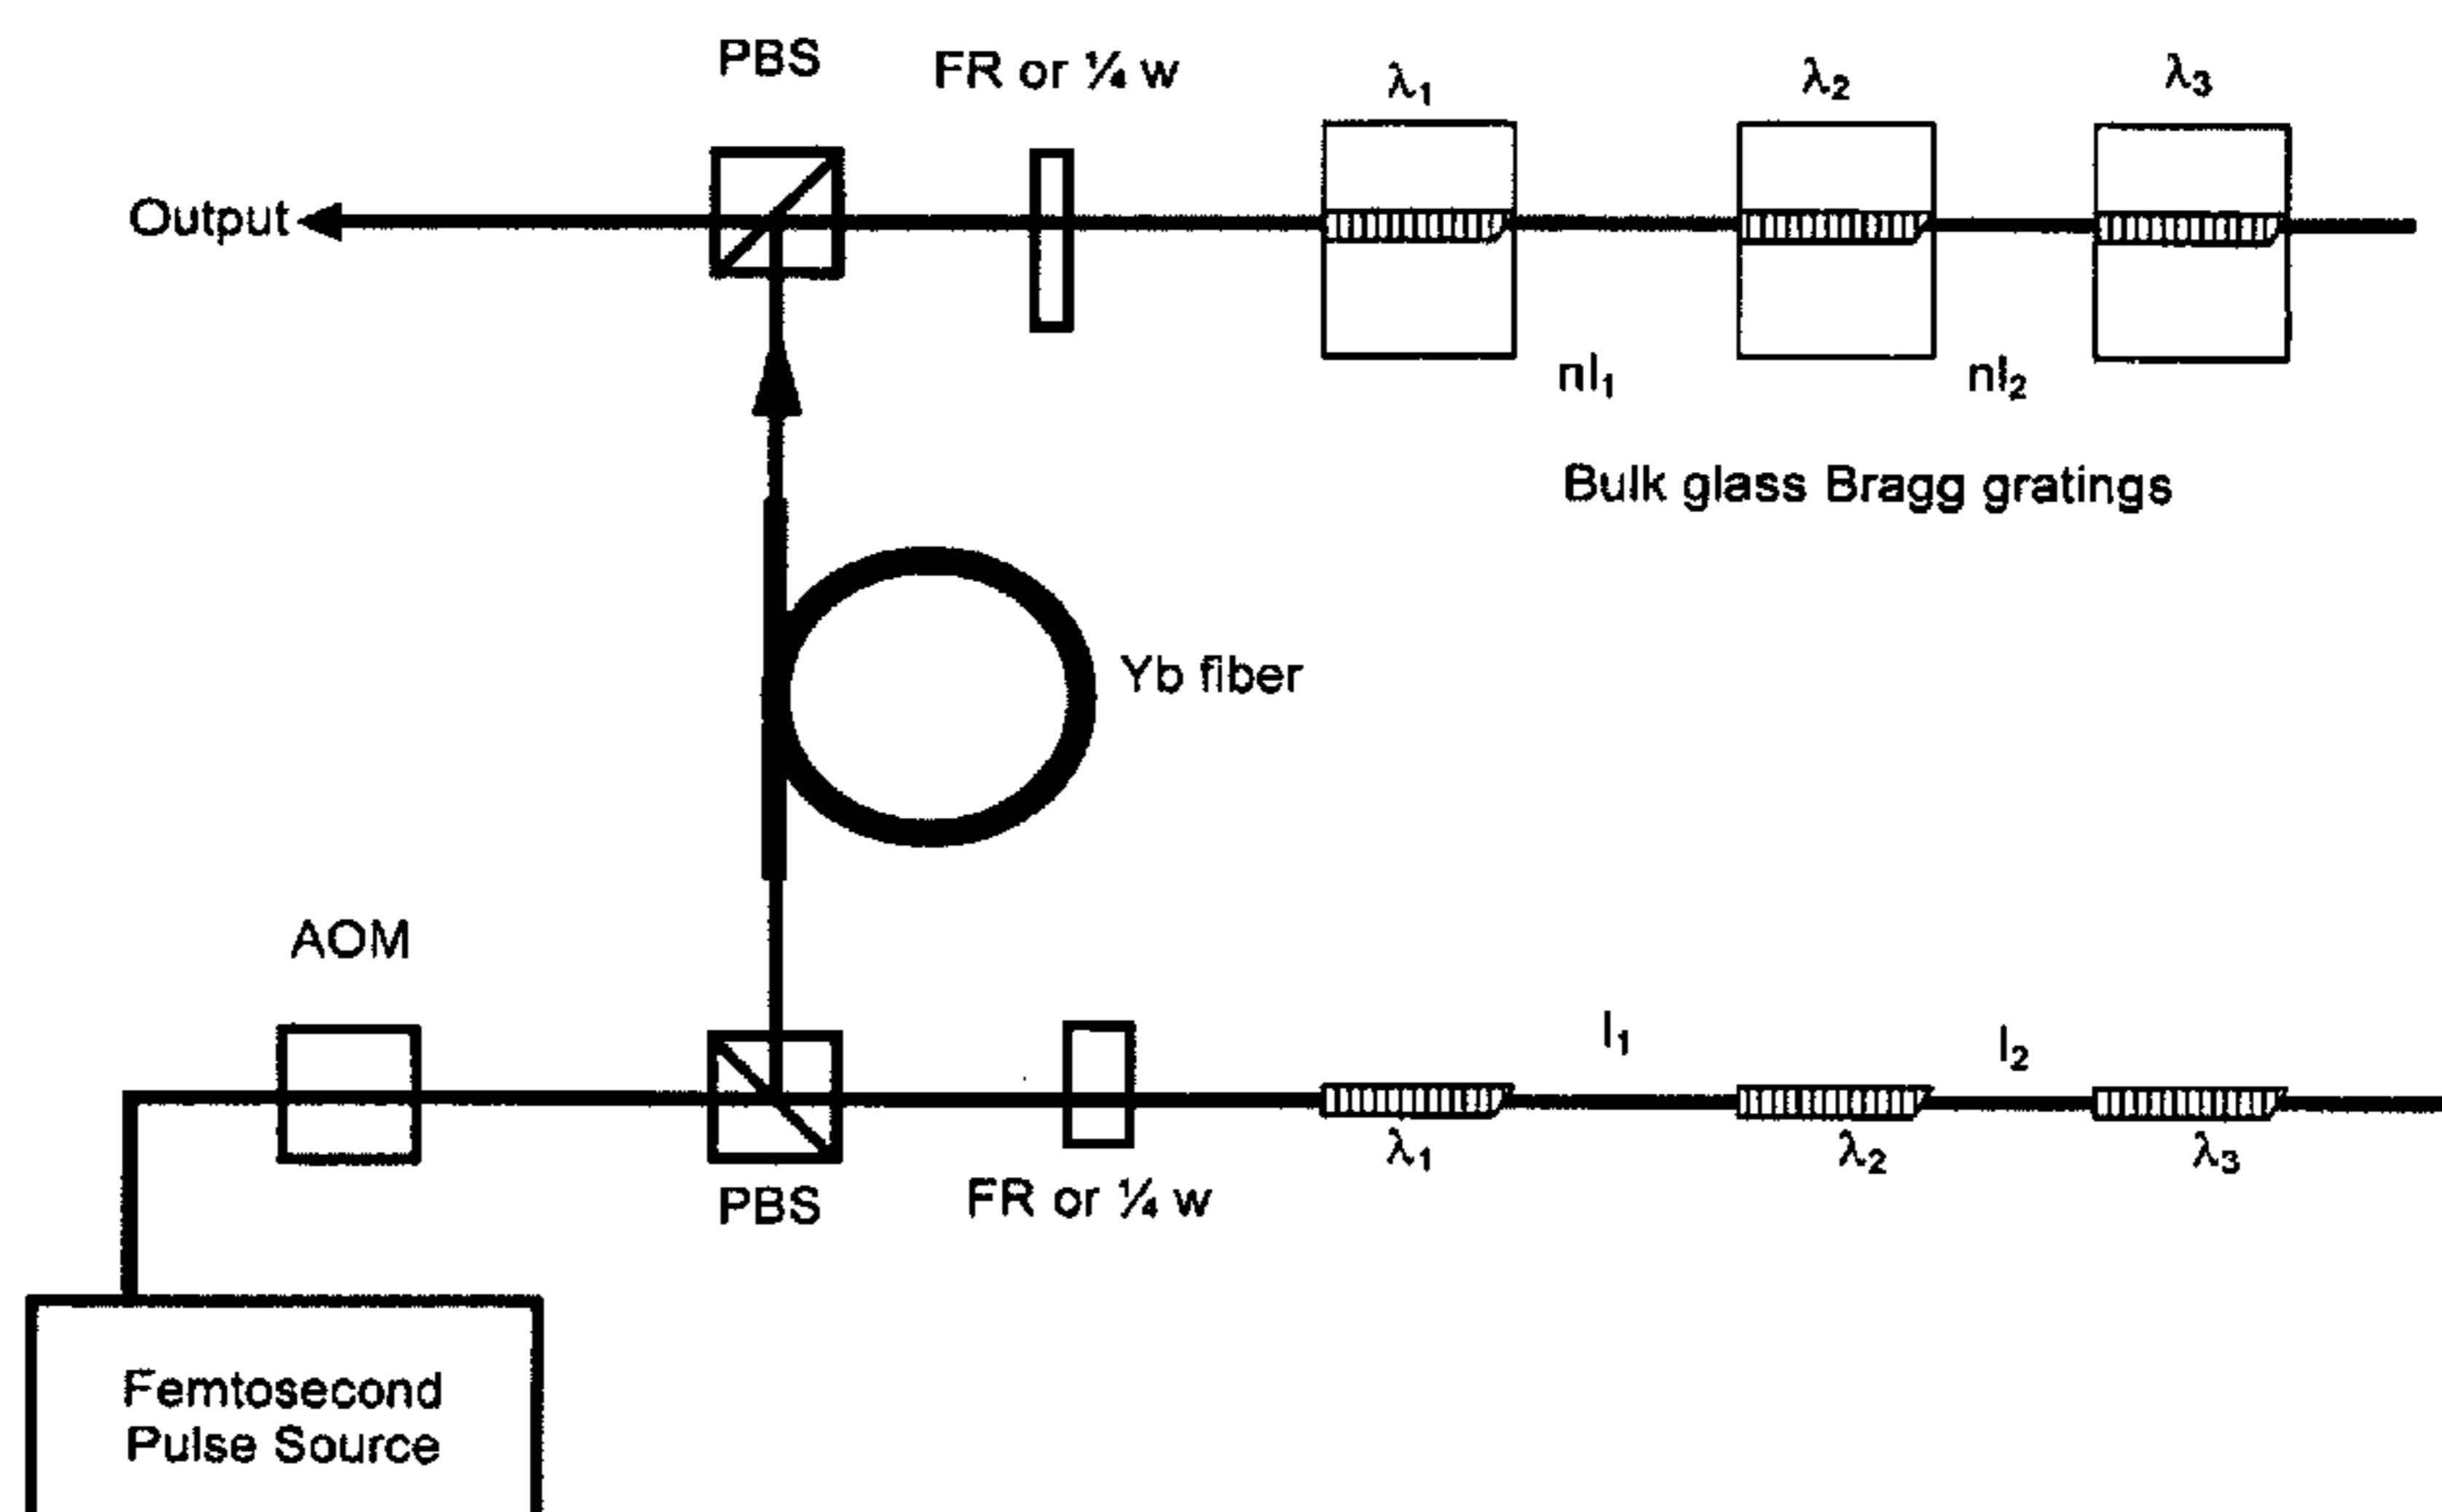 PBS
FR or ¼ w
λ1
λ2
λ3
Output
nl1
nl2
Bulk glass Bragg gratings
Yb fiber
AOM
l1
l2
λ1
λ2
λ3
PBS
FR or ¼ w
Femtosecond
Pulse Source